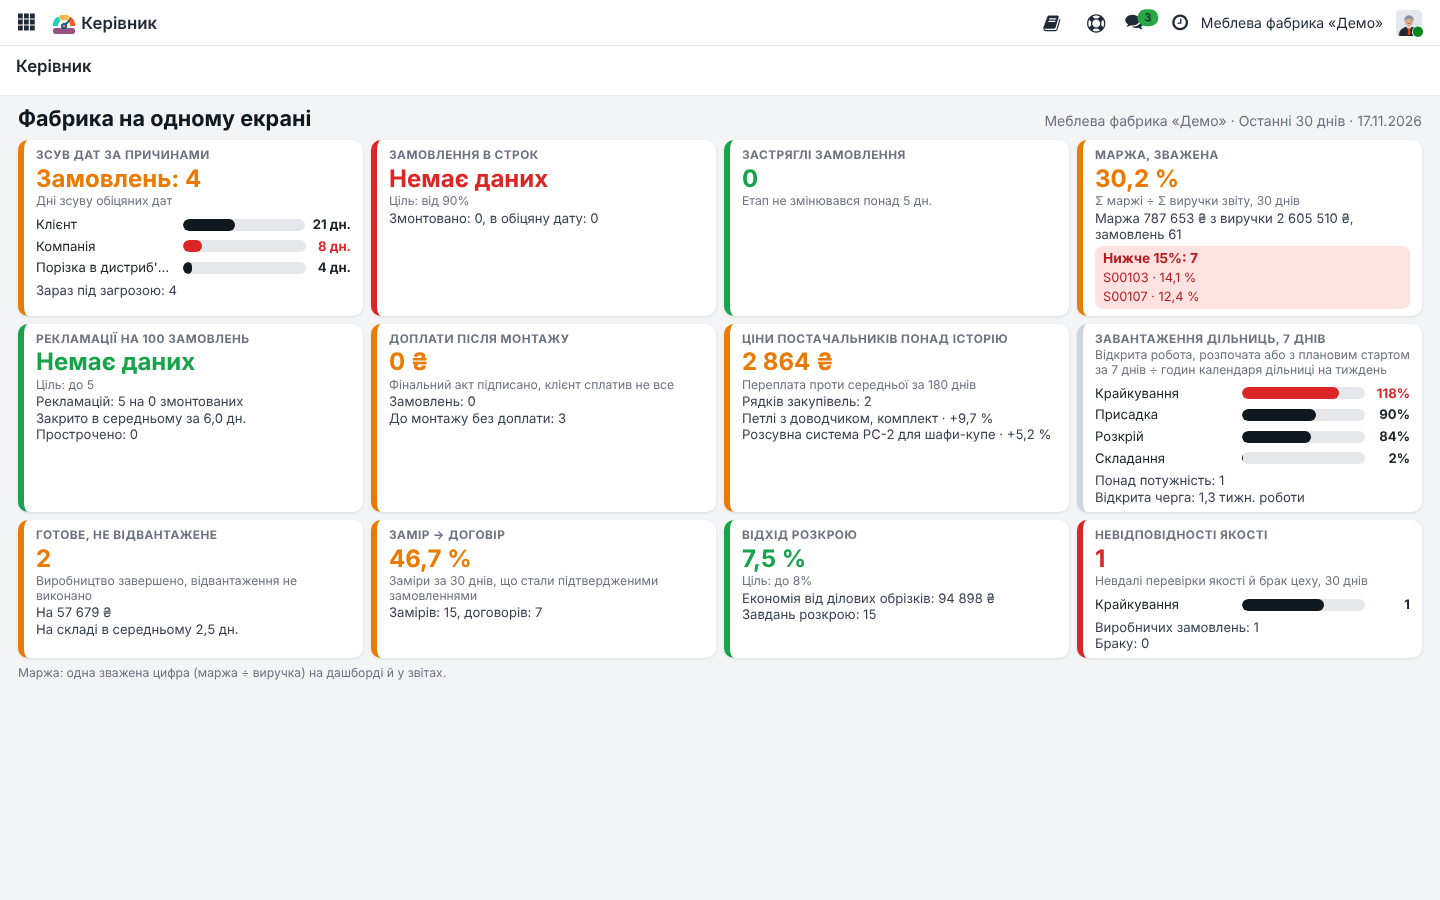 Керівник
3
Меблева фабрика «Демо»
Керівник
Фабрика на одному екрані
Меблева фабрика «Демо» · Останні 30 днів · 17.11.2026
ЗСУВ ДАТ ЗА ПРИЧИНАМИ
Замовлень: 4
Дні зсуву обіцяних дат
Клієнт 21 дн.
Компанія 8 дн.
Порізка в дистриб'... 4 дн.
Зараз під загрозою: 4
ЗАМОВЛЕННЯ В СТРОК
Немає даних
Ціль: від 90%
Змонтовано: 0, в обіцяну дату: 0
ЗАСТРЯГЛІ ЗАМОВЛЕННЯ
0
Етап не змінювався понад 5 дн.
МАРЖА, ЗВАЖЕНА
30,2 %
Σ маржі ÷ Σ виручки звіту, 30 днів
Маржа 787 653 ₴ з виручки 2 605 510 ₴,
замовлень 61
Нижче 15%: 7
S00103 · 14,1 %
S00107 · 12,4 %
РЕКЛАМАЦІЇ НА 100 ЗАМОВЛЕНЬ
Немає даних
Ціль: до 5
Рекламацій: 5 на 0 змонтованих
Закрито в середньому за 6,0 дн.
Прострочено: 0
ДОПЛАТИ ПІСЛЯ МОНТАЖУ
0 ₴
Фінальний акт підписано, клієнт сплатив не все
Замовлень: 0
До монтажу без доплати: 3
ЦІНИ ПОСТАЧАЛЬНИКІВ ПОНАД ІСТОРІЮ
2 864 ₴
Переплата проти середньої за 180 днів
Рядків закупівель: 2
Петлі з доводчиком, комплект · +9,7 %
Розсувна система РС-2 для шафи-купе · +5,2 %
ЗАВАНТАЖЕННЯ ДІЛЬНИЦЬ, 7 ДНІВ
Відкрита робота, розпочата або з плановим стартом
за 7 днів ÷ годин календаря дільниці на тиждень
Крайкування 118%
Присадка 90%
Розкрій 84%
Складання 2%
Понад потужність: 1
Відкрита черга: 1,3 тижн. роботи
ГОТОВЕ, НЕ ВІДВАНТАЖЕНЕ
2
Виробництво завершено, відвантаження не
виконано
На 57 679 ₴
На складі в середньому 2,5 дн.
ЗАМІР → ДОГОВІР
46,7 %
Заміри за 30 днів, що стали підтвердженими
замовленнями
Замірів: 15, договорів: 7
ВІДХІД РОЗКРОЮ
7,5 %
Ціль: до 8%
Економія від ділових обрізків: 94 898 ₴
Завдань розкрою: 15
НЕВІДПОВІДНОСТІ ЯКОСТІ
1
Невдалі перевірки якості й брак цеху, 30 днів
Крайкування 1
Виробничих замовлень: 1
Браку: 0
Маржа: одна зважена цифра (маржа ÷ виручка) на дашборді й у звітах.